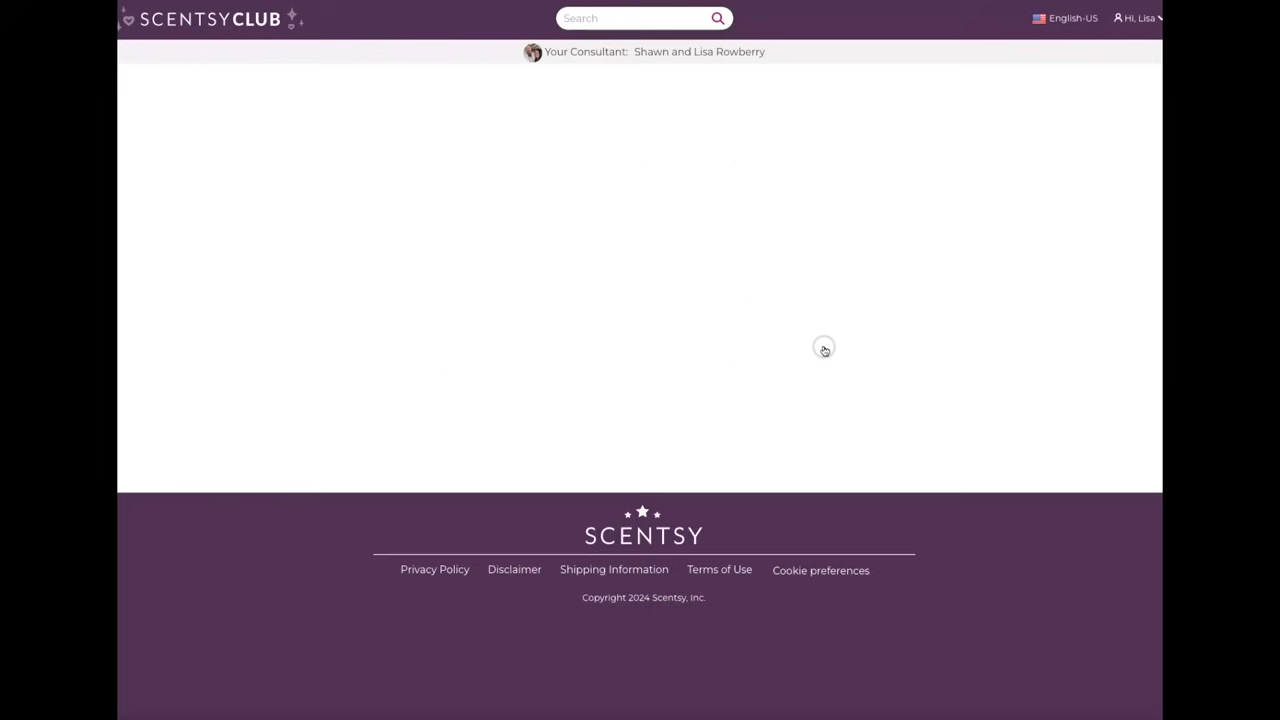 SCENTSYCLUB
Search
English-US
Hi, Lisa
Your Consultant: Shawn and Lisa Rowberry
SCENTSY
Privacy Policy Disclaimer Shipping Information Terms of Use Cookie preferences
Copyright 2024 Scentsy, Inc.